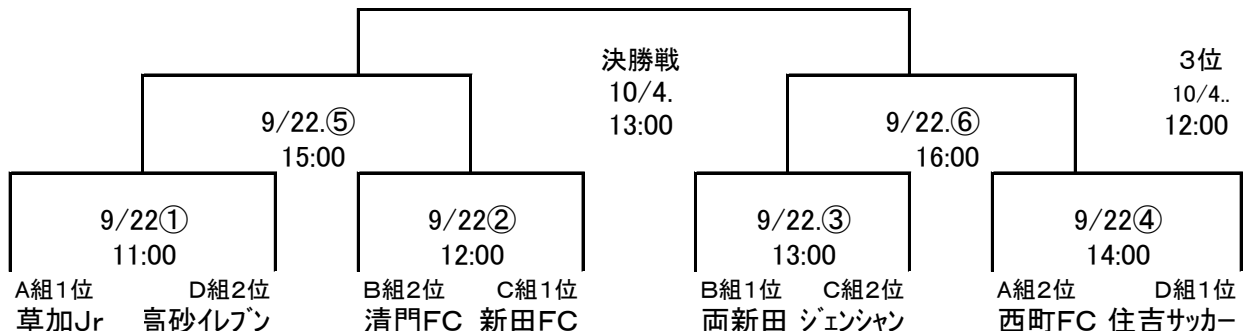 決勝戦 3位
10/4. 10/4..
9/22.⑤ 13:00 9/22.⑥ 12:00
15:00 16:00
9/22① 9/22② 9/22.③ 9/22④
11:00 12:00 13:00 14:00
A組1位 D組2位 B組2位 C組1位 B組1位 C組2位 A組2位 D組1位
草加Jr 高砂イレブン 清門FC 新田FC 両新田 ジェンシャン 西町FC 住吉サッカー